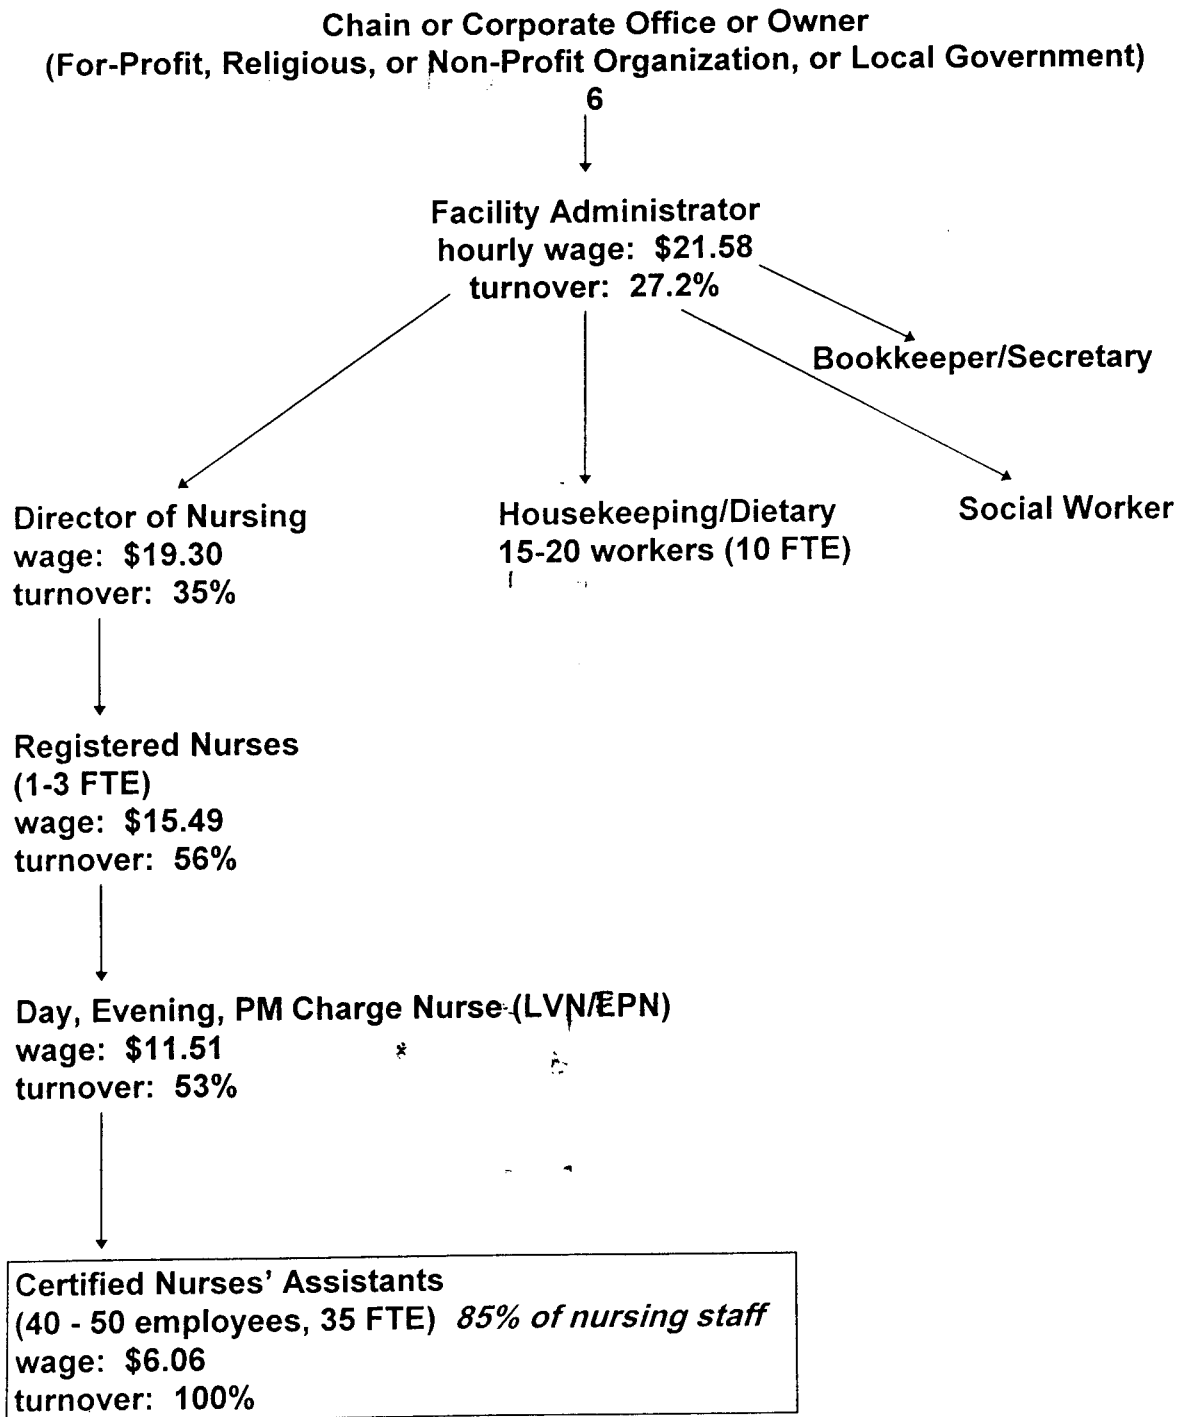 Chain or Corporate Office or Owner
(For-Profit, Religious, or Non-Profit Organization, or Local Government)
6
Facility Administrator
hourly wage: $21.58
turnover: 27.2%
Bookkeeper/Secretary
Director of Nursing
wage: $19.30
turnover: 35%
Housekeeping/Dietary
15-20 workers (10 FTE)
Social Worker
Registered Nurses
(1-3 FTE)
wage: $15.49
turnover: 56%
Day, Evening, PM Charge Nurse (LVN/EPN)
wage: $11.51
turnover: 53%
Certified Nurses' Assistants
(40 - 50 employees, 35 FTE) 85% of nursing staff
wage: $6.06
turnover: 100%